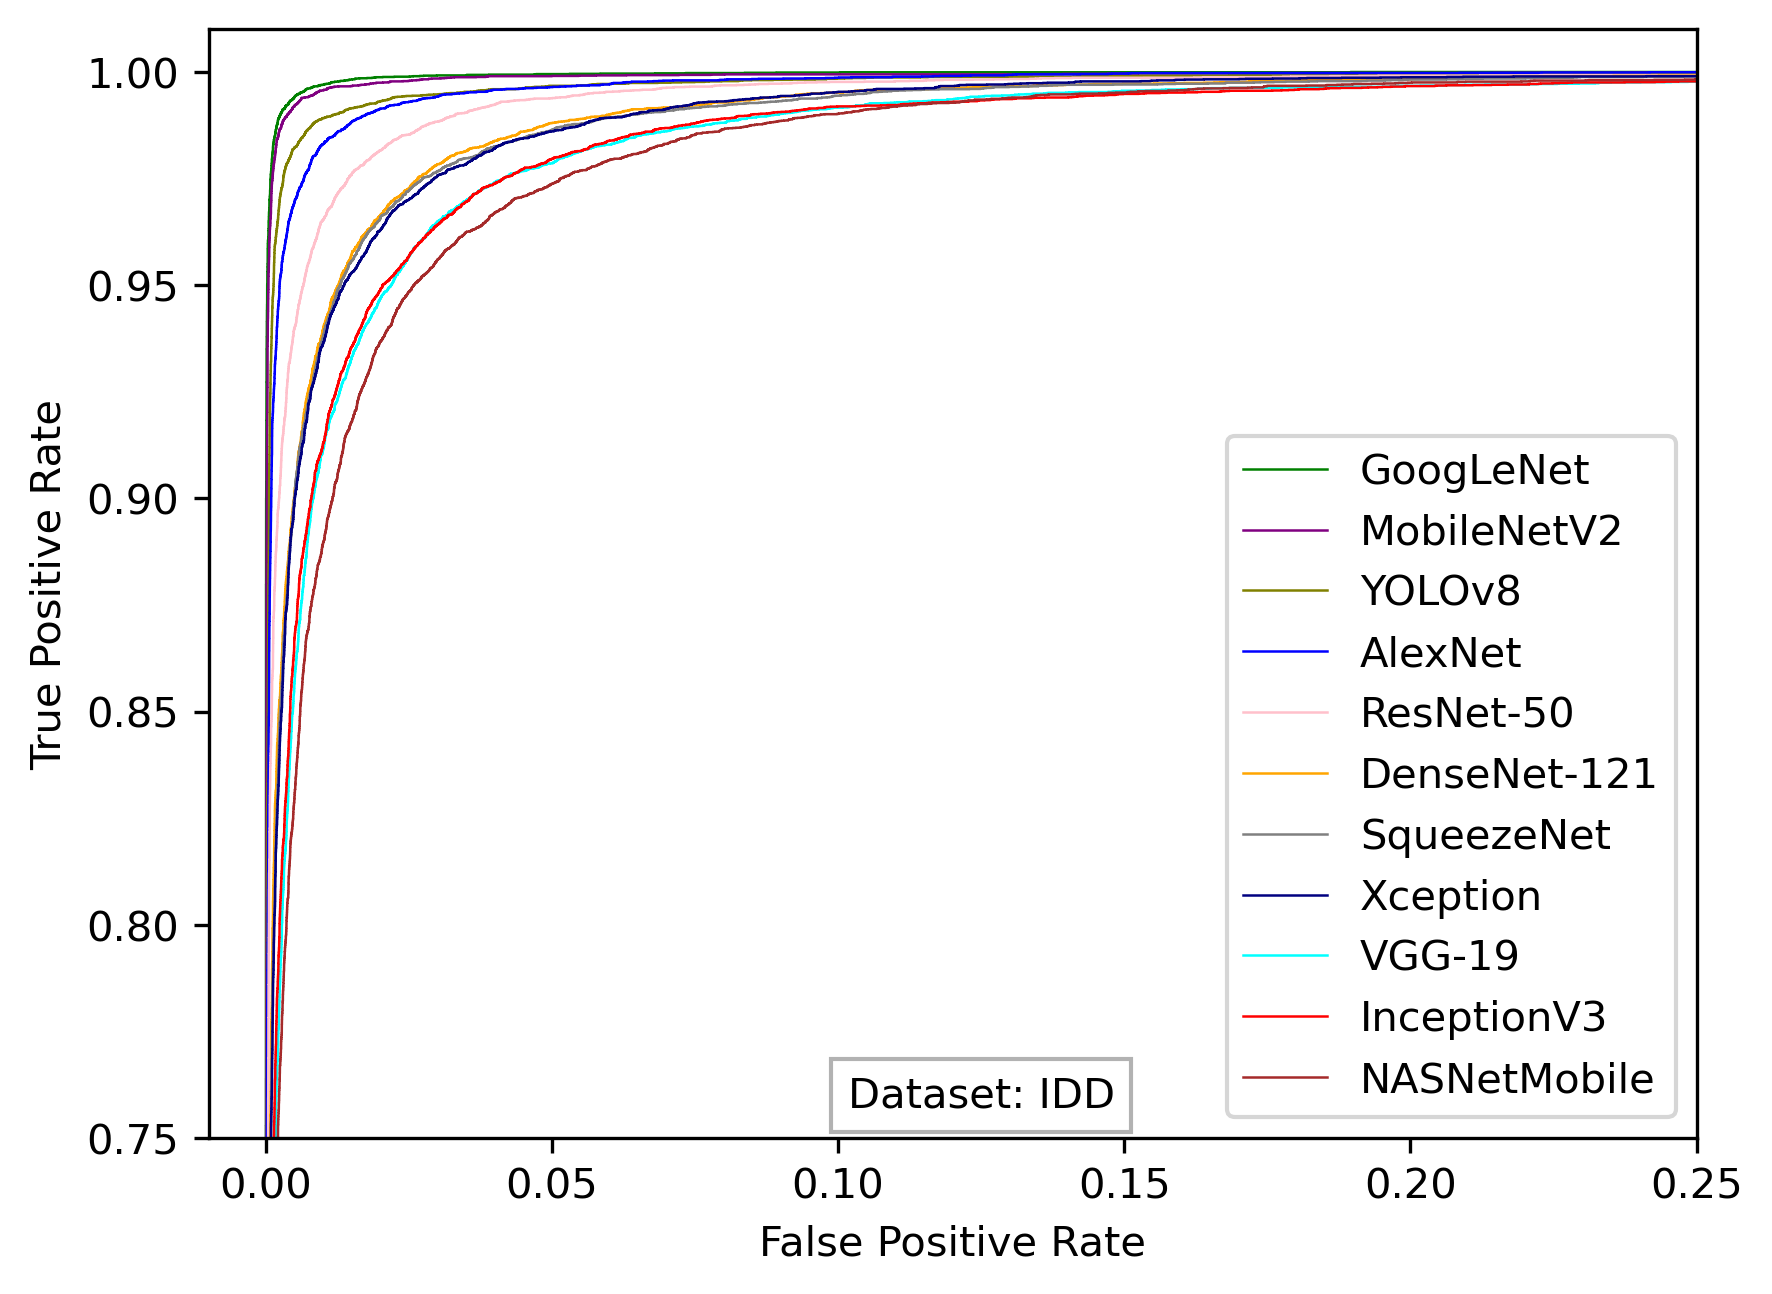 1.00
0.95
0.90
0.85
0.80
0.75
True Positive Rate
GoogLeNet
MobileNetV2
YOLOv8
AlexNet
ResNet-50
DenseNet-121
SqueezeNet
Xception
VGG-19
InceptionV3
NASNetMobile
Dataset: IDD
0.00 0.05 0.10 0.15 0.20 0.25
False Positive Rate